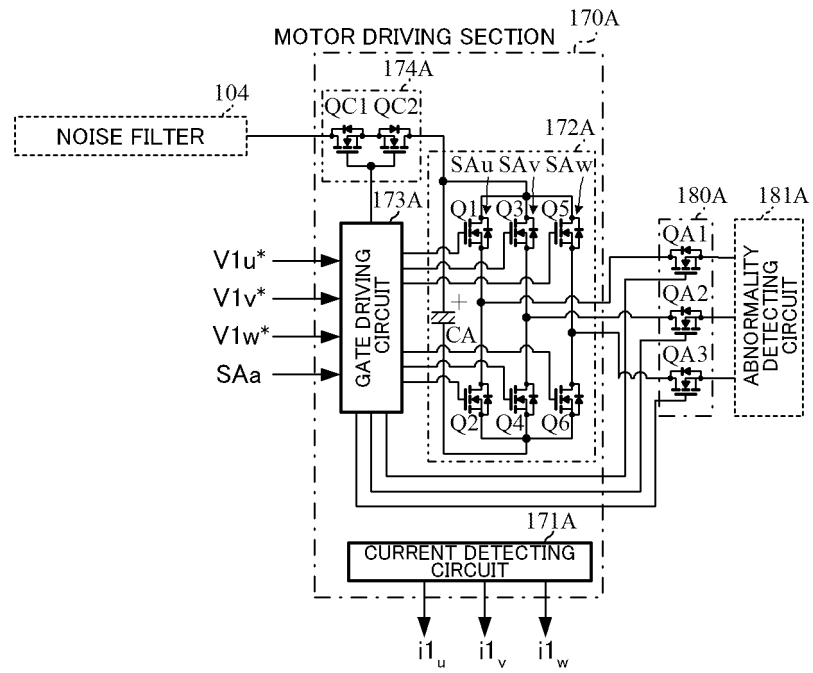 170A
MOTOR DRIVING SECTION
174A
104
QC1 QC2
NOISE FILTER
172A
SAu SAv SAw
173A
Q1 Q3 Q5
180A
181A
QA1
V1u*
V1v*
V1w*
SAa
GATE DRIVING
CIRCUIT
+
CA
QA2
QA3
ABNORMALITY
DETECTING
CIRCUIT
Q2 Q4 Q6
171A
CURRENT DETECTING
CIRCUIT
i1u i1v i1w